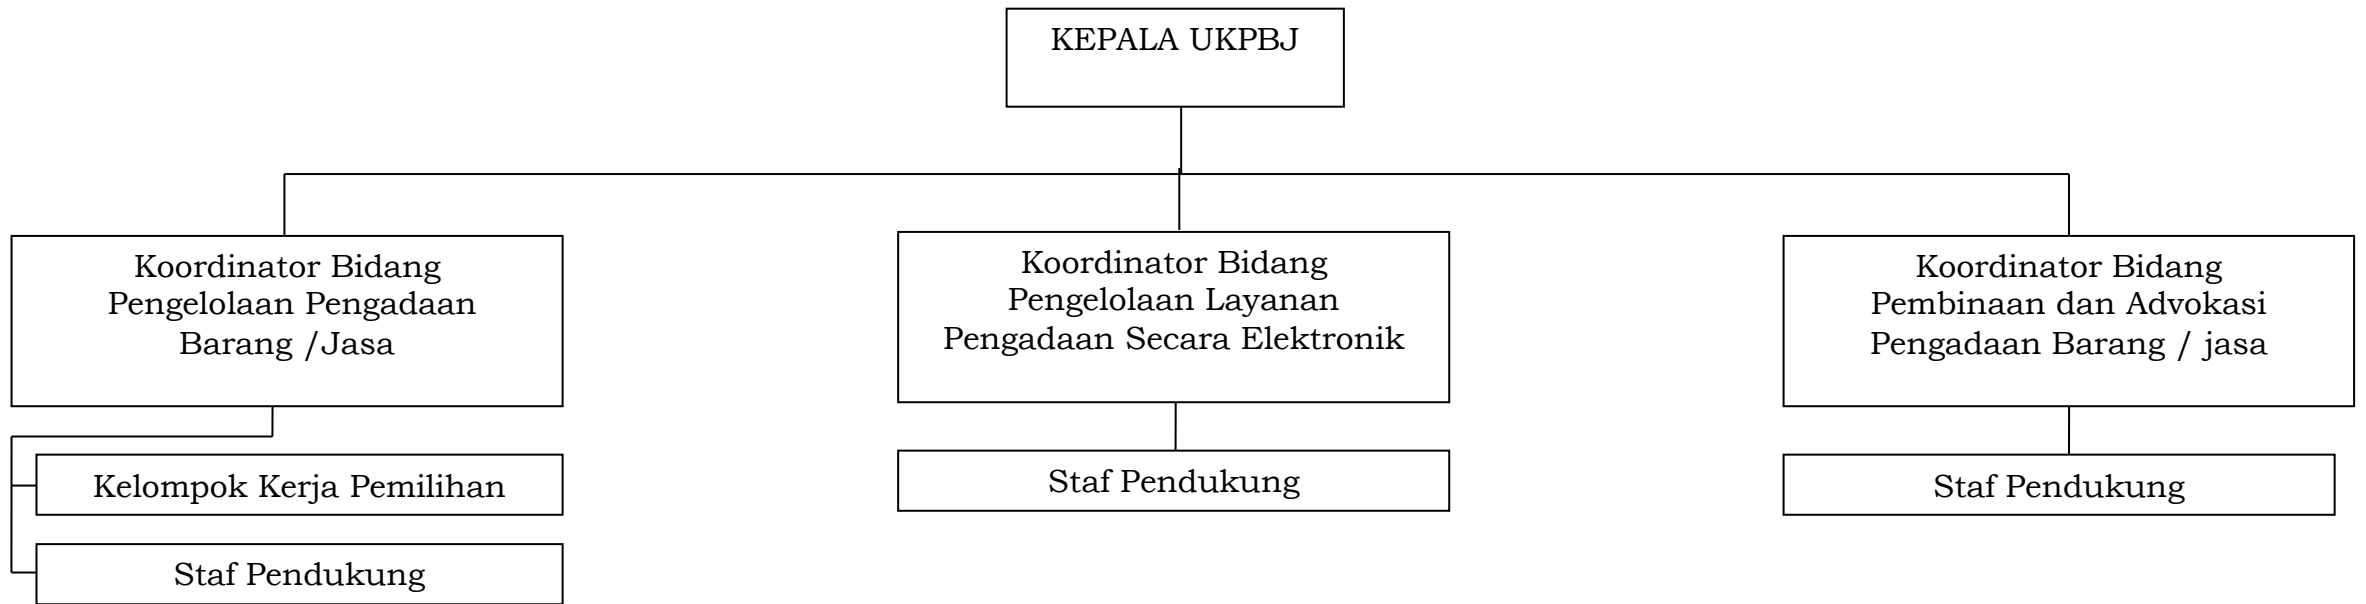 KEPALA UKPBJ
Koordinator Bidang
Pengelolaan Pengadaan
Barang /Jasa
Koordinator Bidang
Pengelolaan Layanan
Pengadaan Secara Elektronik
Koordinator Bidang
Pembinaan dan Advokasi
Pengadaan Barang / jasa
Kelompok Kerja Pemilihan
Staf Pendukung
Staf Pendukung
Staf Pendukung